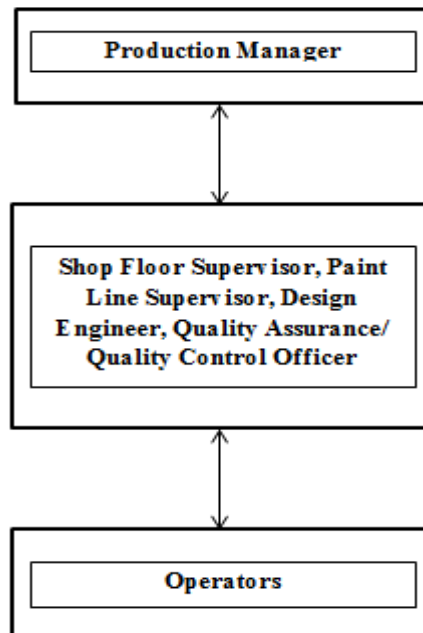 Production Manager
Shop Floor Supervisor, Paint
Line Supervisor, Design
Engineer, Quality Assurance/
Quality Control Officer
Operators